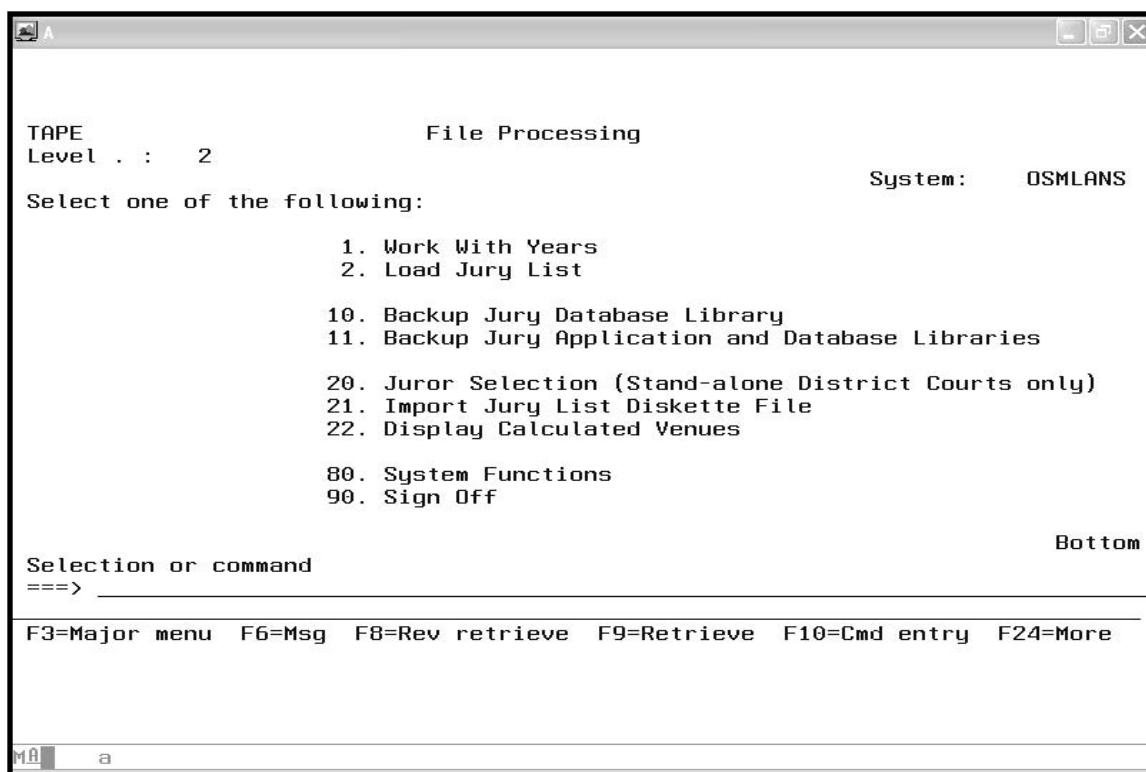 A
TAPE File Processing
Level . : 2
System: OSMLANS
Select one of the following:
1. Work With Years
2. Load Jury List
10. Backup Jury Database Library
11. Backup Jury Application and Database Libraries
20. Juror Selection (Stand-alone District Courts only)
21. Import Jury List Diskette File
22. Display Calculated Venues
80. System Functions
90. Sign Off
Bottom
Selection or command
===>
F3=Major menu F6=Msg F8=Rev retrieve F9=Retrieve F10=Cmd entry F24=More
MA a